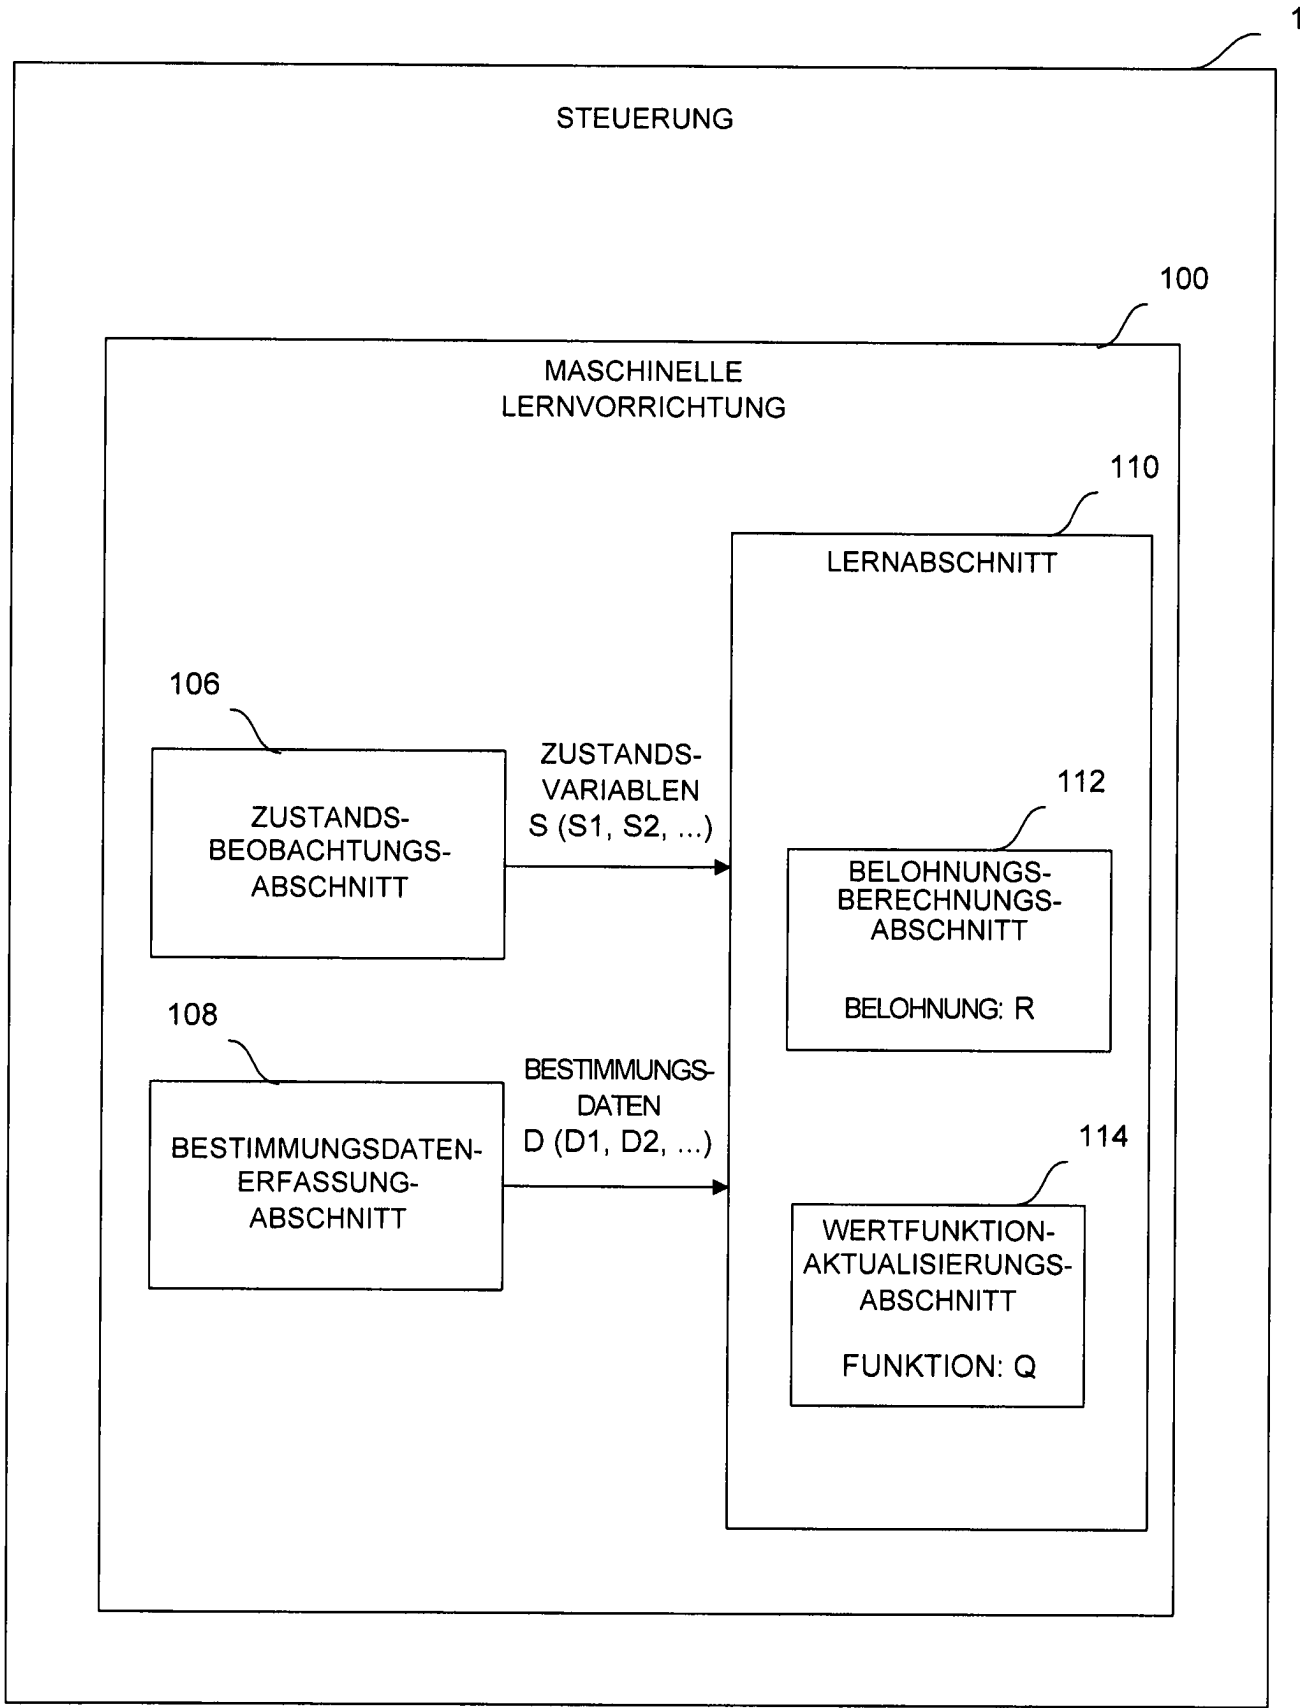 1
STEUERUNG
100
MASCHINELLE
LERNVORRICHTUNG
110
LERNABSCHNITT
106
ZUSTANDS-
BEOBACHTUNGS-
ABSCHNITT
ZUSTANDS-
VARIABLEN
S (S1, S2, ...)
112
BELOHNUNGS-
BERECHNUNGS-
ABSCHNITT
BELOHNUNG: R
108
BESTIMMUNGSDATEN-
ERFASSUNG-
ABSCHNITT
BESTIMMUNGS-
DATEN
D (D1, D2, ...)
114
WERTFUNKTION-
AKTUALISIERUNGS-
ABSCHNITT
FUNKTION: Q